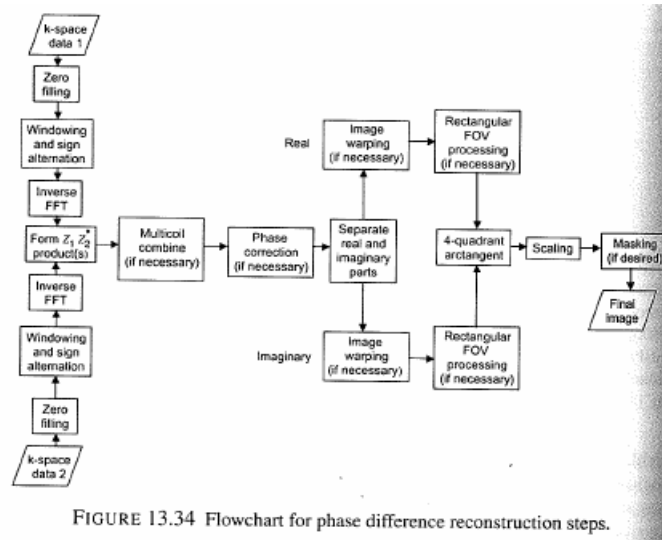 k-space
data 1
Zero
filling
Windowing
and sign
alternation
Inverse
FFT
Form Z₁ Z₂*
product(s)
Inverse
FFT
Windowing
and sign
alternation
Zero
filling
k-space
data 2
Multicoil
combine
(if necessary)
Phase
correction
(if necessary)
Separate
real and
imaginary
parts
Real
Image
warping
(if necessary)
Rectangular
FOV
processing
(if necessary)
Imaginary
Image
warping
(if necessary)
Rectangular
FOV
processing
(if necessary)
4-quadrant
arctangent
Scaling
Masking
(if desired)
Final
image
FIGURE 13.34 Flowchart for phase difference reconstruction steps.